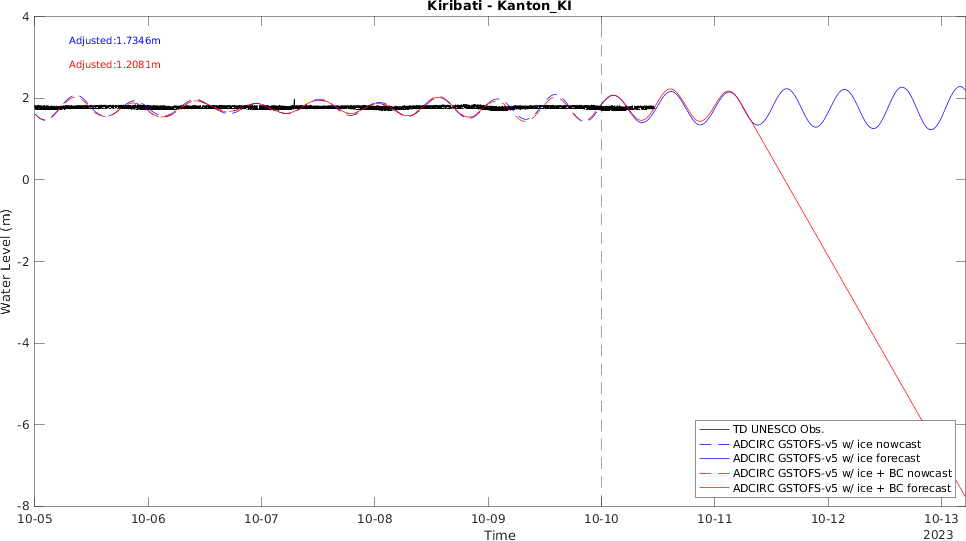 Kiribati - Kanton_KI
4
Adjusted:1.7346m
Adjusted:1.2081m
2
0
-2
-4
-6
-8
Water Level (m)
TD UNESCO Obs.
ADCIRC GSTOFS-v5 w/ ice nowcast
ADCIRC GSTOFS-v5 w/ ice forecast
ADCIRC GSTOFS-v5 w/ ice + BC nowcast
ADCIRC GSTOFS-v5 w/ ice + BC forecast
10-05 10-06 10-07 10-08 10-09 10-10 10-11 10-12 10-13
Time
2023